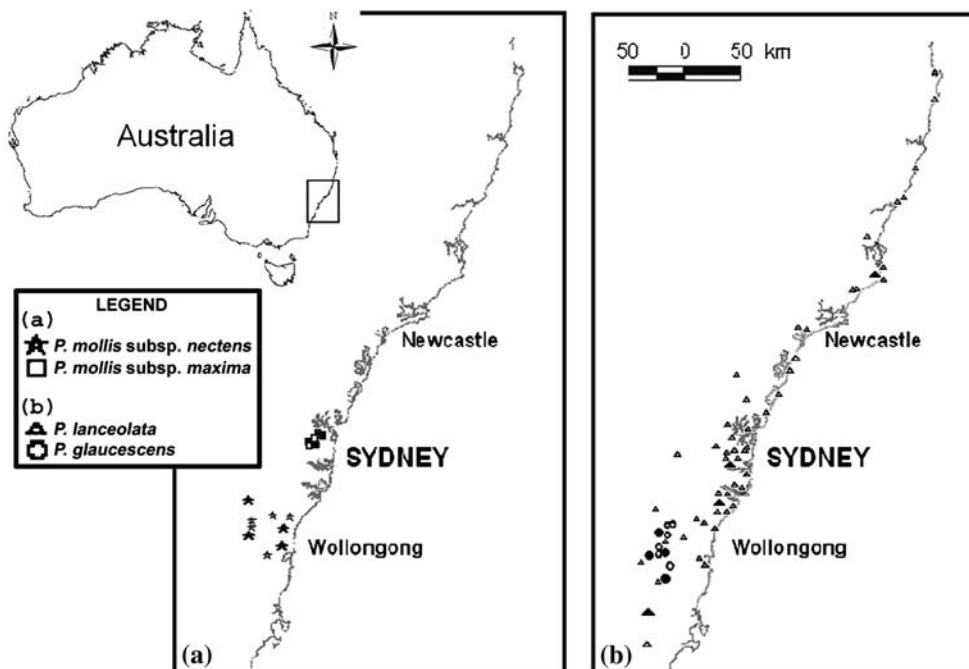 N
Australia
LEGEND
(a)
P. mollis subsp. nectens
P. mollis subsp. maxima
(b)
P. lanceolata
P. glaucescens
Newcastle
SYDNEY
Wollongong
(a)
50 0 50 km
Newcastle
SYDNEY
Wollongong
(b)